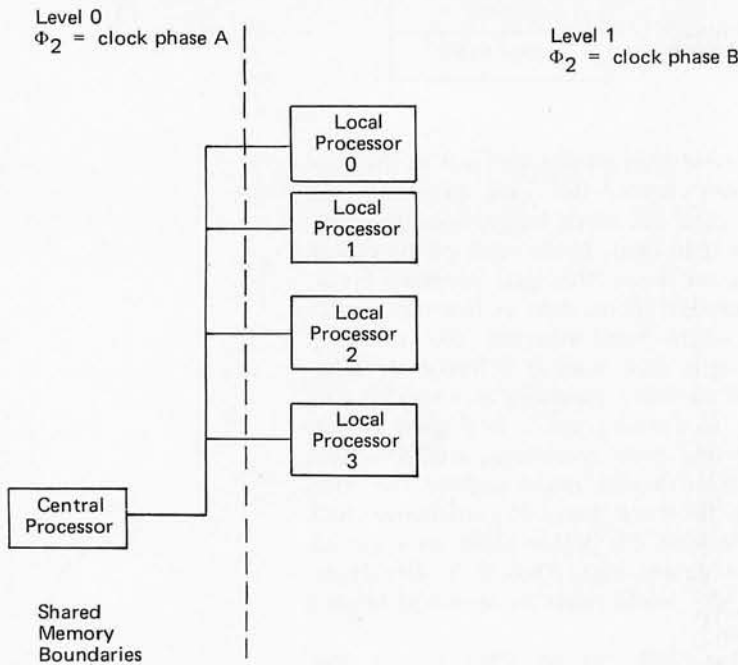 Level 0
Φ2 = clock phase A
Level 1
Φ2 = clock phase B
Local
Processor
0
Local
Processor
1
Local
Processor
2
Local
Processor
3
Central
Processor
Shared
Memory
Boundaries